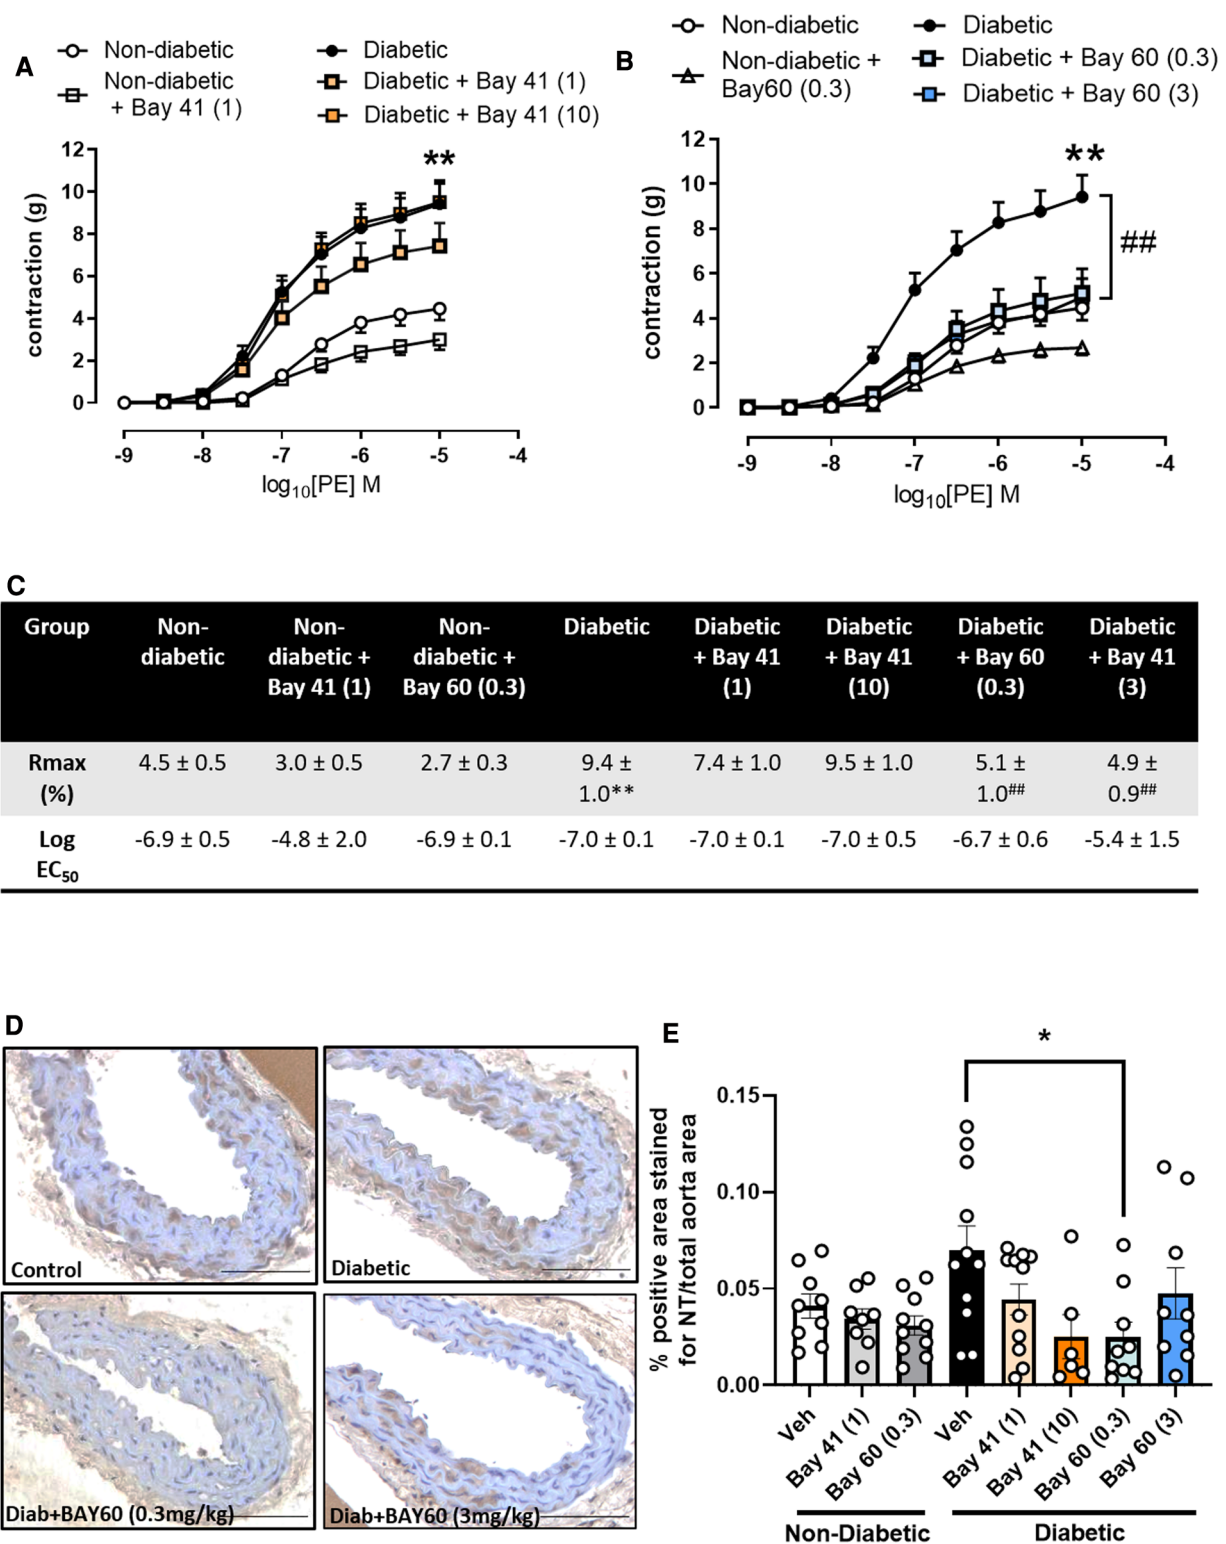 A
Non-diabetic
Non-diabetic
+ Bay 41 (1)
Diabetic
Diabetic + Bay 41 (1)
Diabetic + Bay 41 (10)
**
contraction (g)
12
10
8
6
4
2
0
-9 -8 -7 -6 -5 -4
log10[PE] M
B
Non-diabetic
Non-diabetic +
Bay60 (0.3)
Diabetic
Diabetic + Bay 60 (0.3)
Diabetic + Bay 60 (3)
**
##
contraction (g)
12
10
8
6
4
2
0
-9 -8 -7 -6 -5 -4
log10[PE] M
C
Group Non-diabetic Non-diabetic + Bay 41 (1) Non-diabetic + Bay 60 (0.3) Diabetic Diabetic + Bay 41 (1) Diabetic + Bay 41 (10) Diabetic + Bay 60 (0.3) Diabetic + Bay 41 (3)
Rmax (%) 4.5 ± 0.5 3.0 ± 0.5 2.7 ± 0.3 9.4 ± 1.0** 7.4 ± 1.0 9.5 ± 1.0 5.1 ± 1.0## 4.9 ± 0.9##
Log EC50 -6.9 ± 0.5 -4.8 ± 2.0 -6.9 ± 0.1 -7.0 ± 0.1 -7.0 ± 0.1 -7.0 ± 0.5 -6.7 ± 0.6 -5.4 ± 1.5
D
Control
Diabetic
Diab+BAY60 (0.3mg/kg)
Diab+BAY60 (3mg/kg)
E
*
% positive area stained
for NT/total aorta area
0.15
0.10
0.05
0.00
Veh
Bay 41 (1)
Bay 60 (0.3)
Veh
Bay 41 (1)
Bay 41 (10)
Bay 60 (0.3)
Bay 60 (3)
Non-Diabetic
Diabetic